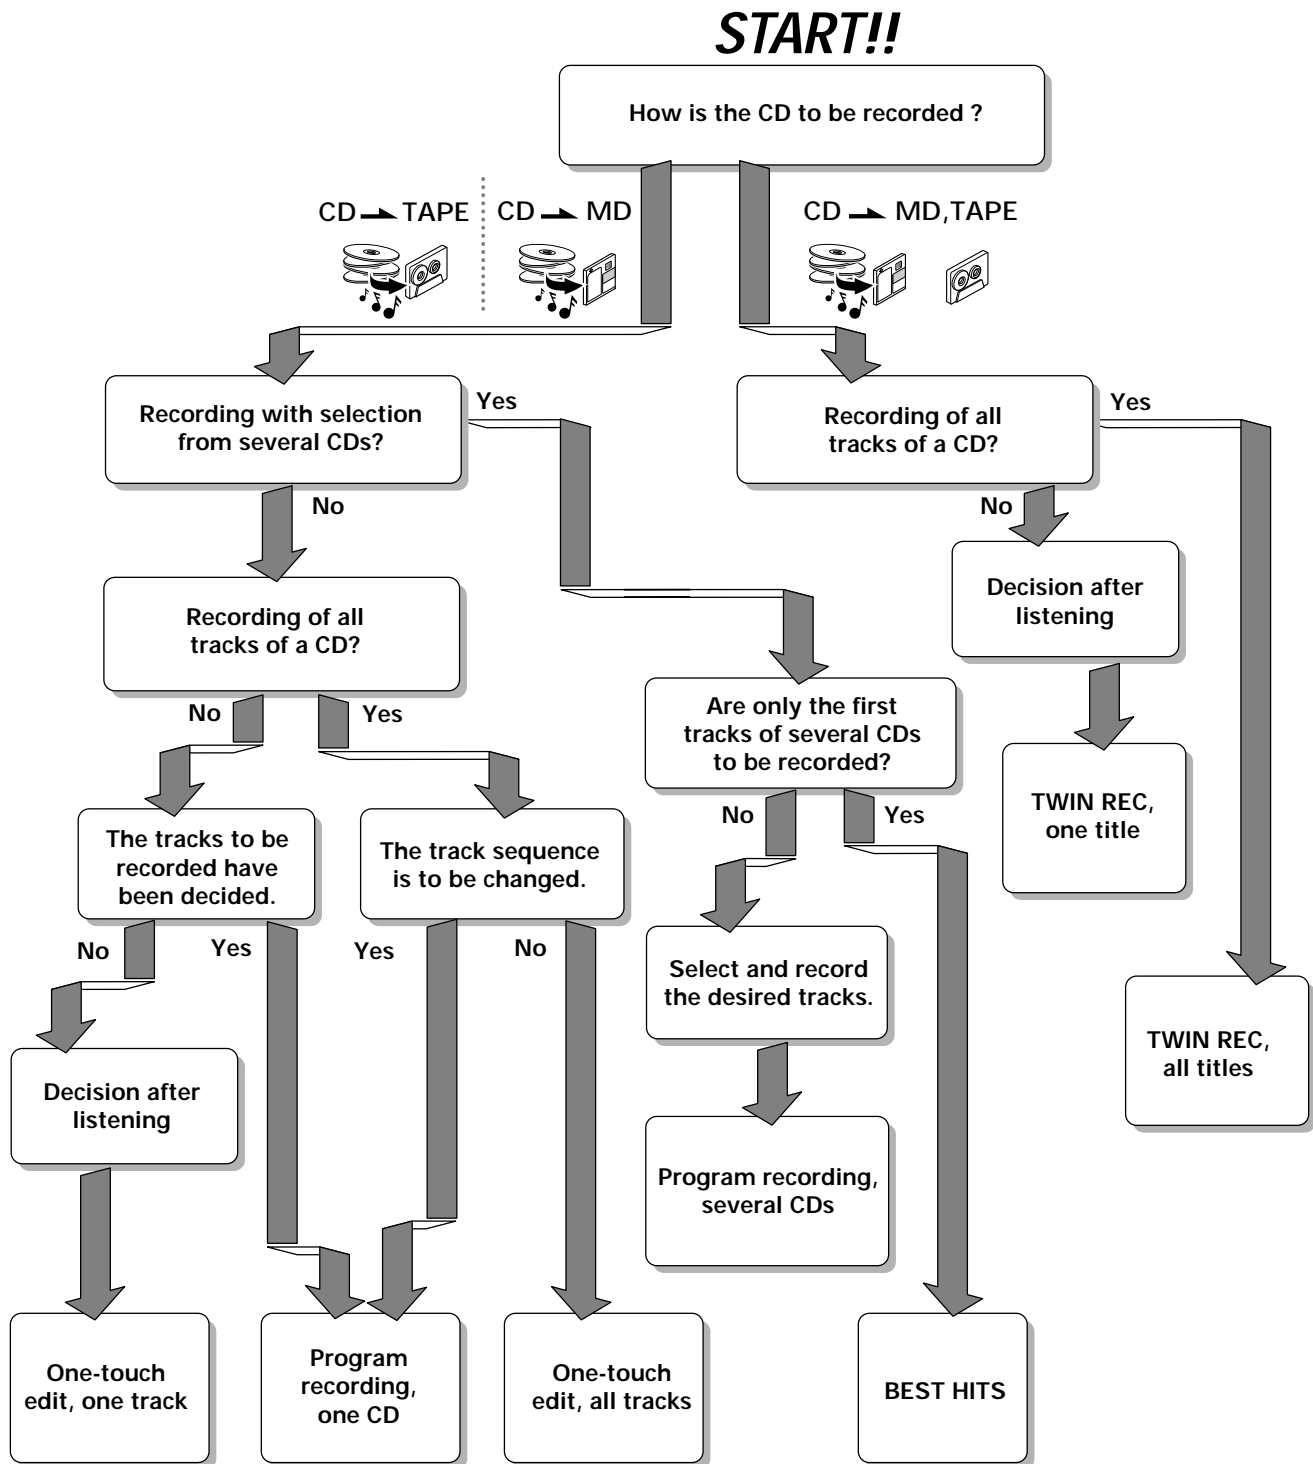 START!!
How is the CD to be recorded ?
CD → TAPE
CD → MD
CD → MD,TAPE
Recording with selection
from several CDs?
Yes
Recording of all
tracks of a CD?
Yes
No
No
Recording of all
tracks of a CD?
Decision after
listening
No
Yes
Are only the first
tracks of several CDs
to be recorded?
TWIN REC,
one title
No
Yes
The tracks to be
recorded have
been decided.
The track sequence
is to be changed.
No
Yes
Yes
No
Select and record
the desired tracks.
TWIN REC,
all titles
Decision after
listening
Program recording,
several CDs
One-touch
edit, one track
Program
recording,
one CD
One-touch
edit, all tracks
BEST HITS